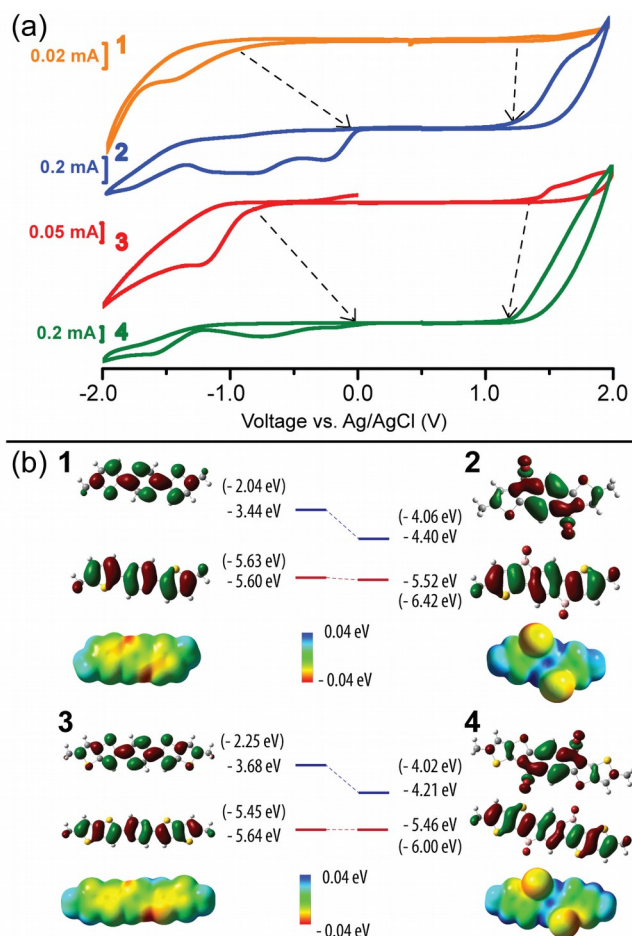 (a)
0.02 mA 1
0.2 mA 2
0.05 mA 3
0.2 mA 4
-2.0 -1.0 0.0 1.0 2.0
Voltage vs. Ag/AgCl (V)
(b) 1 2
(- 2.04 eV)
- 3.44 eV
(- 4.06 eV)
- 4.40 eV
(- 5.63 eV)
- 5.60 eV
- 5.52 eV
(- 6.42 eV)
0.04 eV
- 0.04 eV
3 4
(- 2.25 eV)
- 3.68 eV
(- 4.02 eV)
- 4.21 eV
(- 5.45 eV)
- 5.64 eV
- 5.46 eV
(- 6.00 eV)
0.04 eV
- 0.04 eV